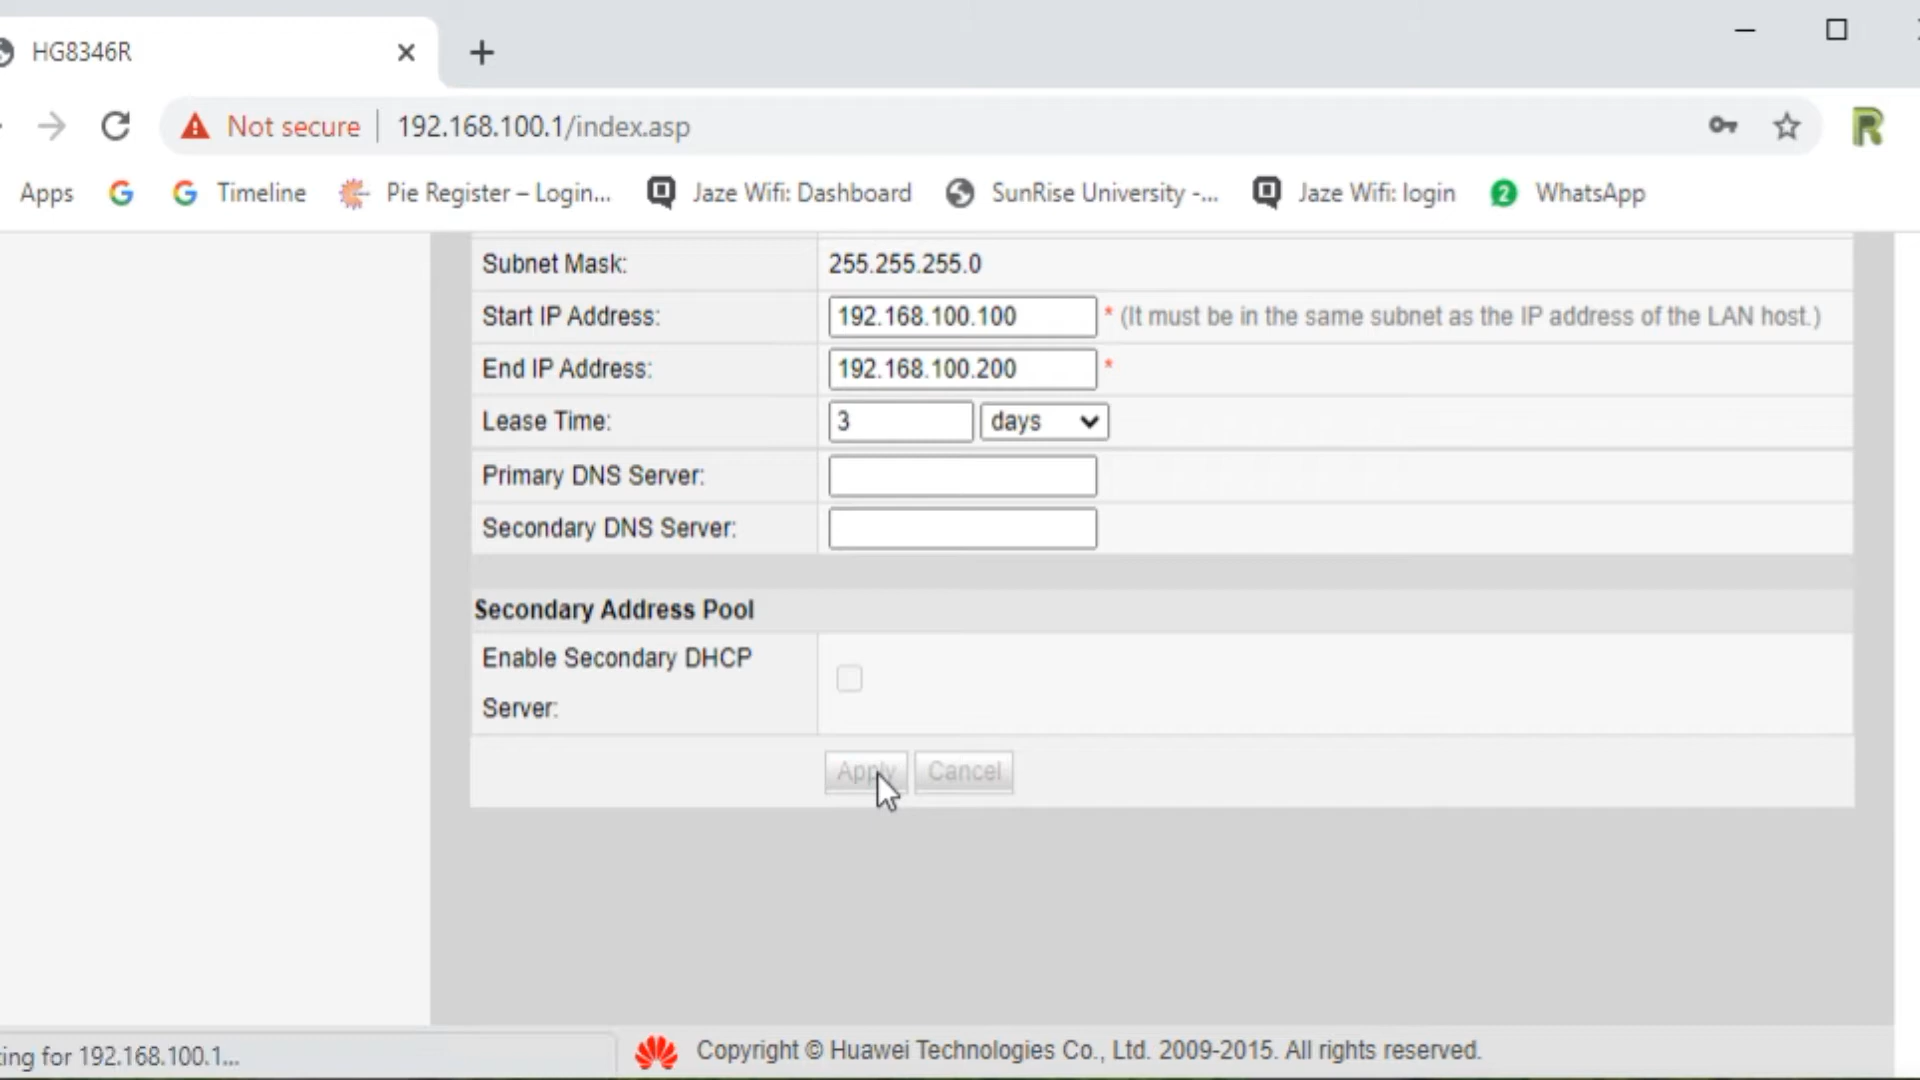 HG8346R
Not secure
192.168.100.1/index.asp
R
Apps
G
G
Timeline
Pie Register – Login...
Jaze Wifi: Dashboard
SunRise University -...
Jaze Wifi: login
2
WhatsApp
Subnet Mask:
255.255.255.0
Start IP Address:
192.168.100.100
* (It must be in the same subnet as the IP address of the LAN host.)
End IP Address:
192.168.100.200
*
Lease Time:
3
days
Primary DNS Server:
Secondary DNS Server:
Secondary Address Pool
Enable Secondary DHCP
Server:
Apply
Cancel
for 192.168.100.1...
Copyright © Huawei Technologies Co., Ltd. 2009-2015. All rights reserved.